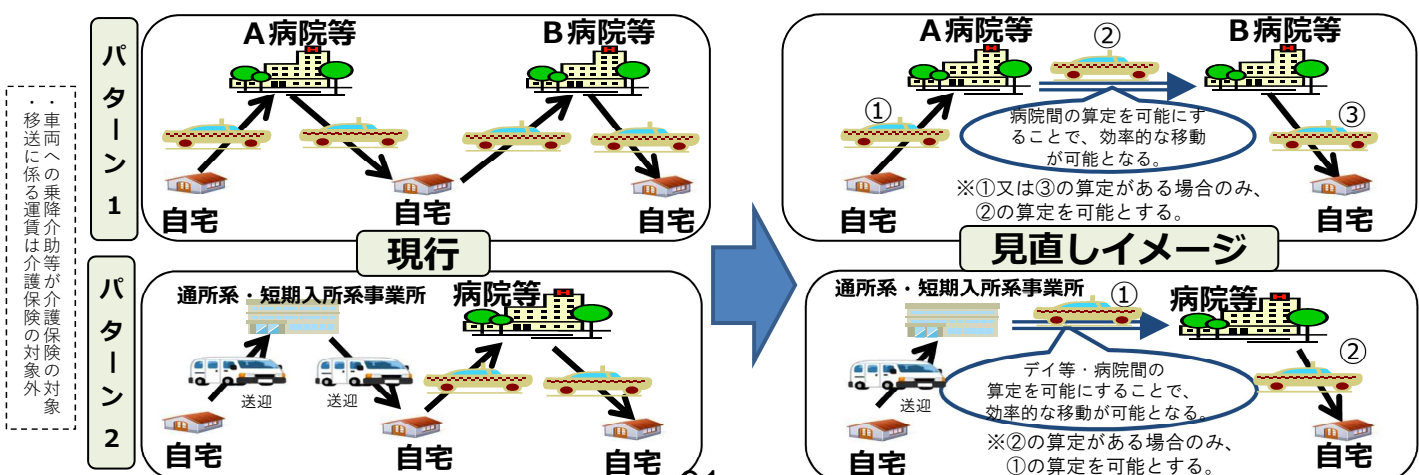 ・車両への乗降介助等が介護保険の対象
・移送に係る運賃は介護保険の対象外
パターン1
A病院等
B病院等
自宅
自宅
自宅
現行
パターン2
通所系・短期入所系事業所
病院等
送迎
送迎
自宅
自宅
自宅
A病院等
②
B病院等
①
病院間の算定を可能にす
ることで、効率的な移動
が可能となる。
③
※①又は③の算定がある場合のみ、
②の算定を可能とする。
自宅
自宅
見直しイメージ
通所系・短期入所系事業所
①
病院等
送迎
デイ等・病院間の
算定を可能にすることで、
効率的な移動が可能となる。
②
※②の算定がある場合のみ、
①の算定を可能とする。
自宅
自宅